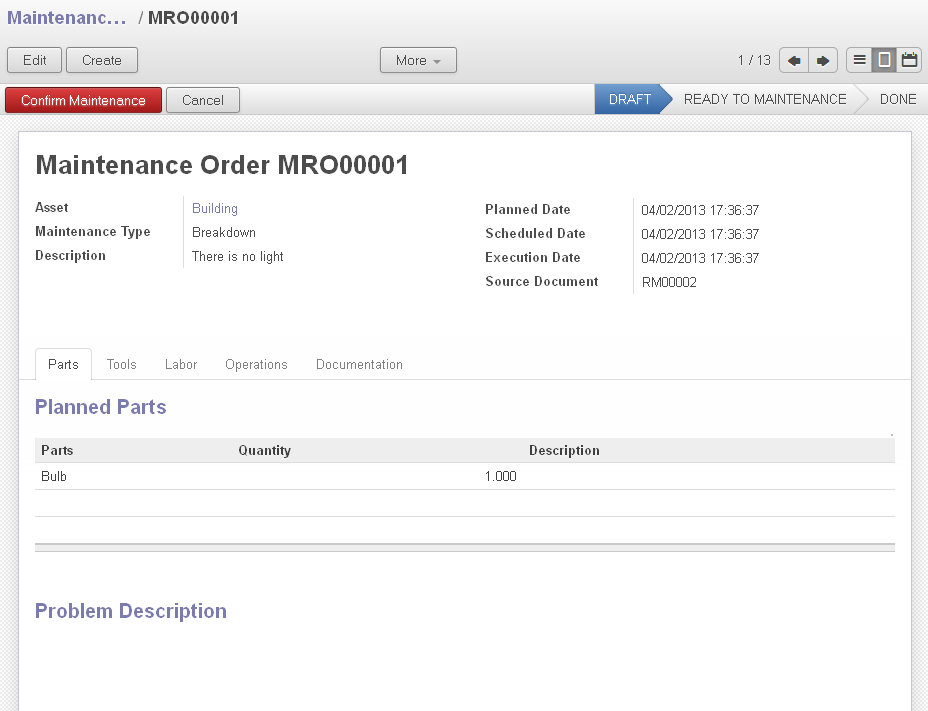 Maintenanc... / MRO00001
Edit Create More 1 / 13
Confirm Maintenance Cancel DRAFT READY TO MAINTENANCE DONE
Maintenance Order MRO00001
Asset Building Planned Date 04/02/2013 17:36:37
Maintenance Type Breakdown Scheduled Date 04/02/2013 17:36:37
Description There is no light Execution Date 04/02/2013 17:36:37
Source Document RM00002
Parts Tools Labor Operations Documentation
Planned Parts
Parts Quantity Description
Bulb 1.000
Problem Description